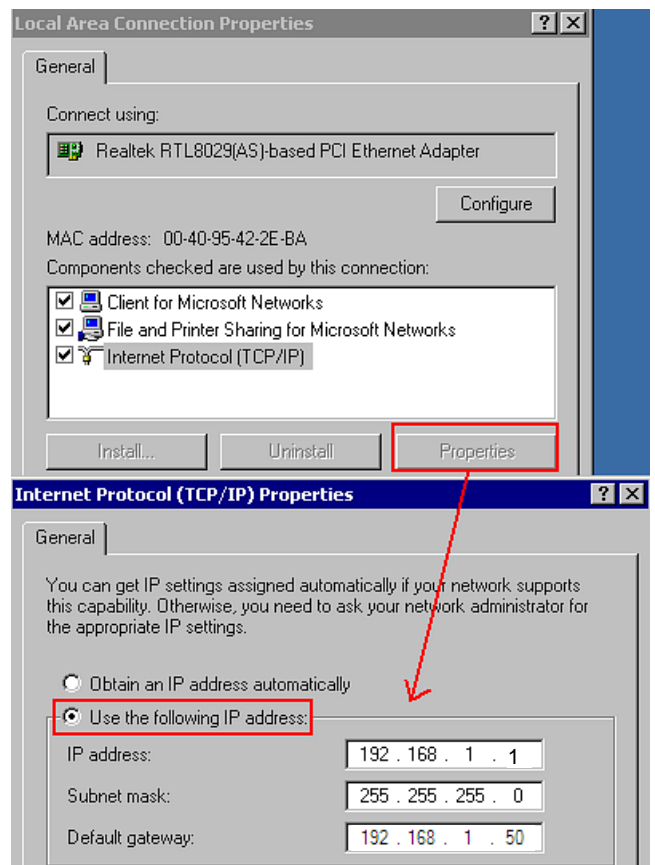 Local Area Connection Properties
General
Connect using:
Realtek RTL8029(AS)-based PCI Ethernet Adapter
Configure
MAC address: 00-40-95-42-2E-BA
Components checked are used by this connection:
Client for Microsoft Networks
File and Printer Sharing for Microsoft Networks
Internet Protocol (TCP/IP)
Install... Uninstall Properties
Internet Protocol (TCP/IP) Properties
General
You can get IP settings assigned automatically if your network supports
this capability. Otherwise, you need to ask your network administrator for
the appropriate IP settings.
Obtain an IP address automatically
Use the following IP address:
IP address: 192 . 168 . 1 . 1
Subnet mask: 255 . 255 . 255 . 0
Default gateway: 192 . 168 . 1 . 50